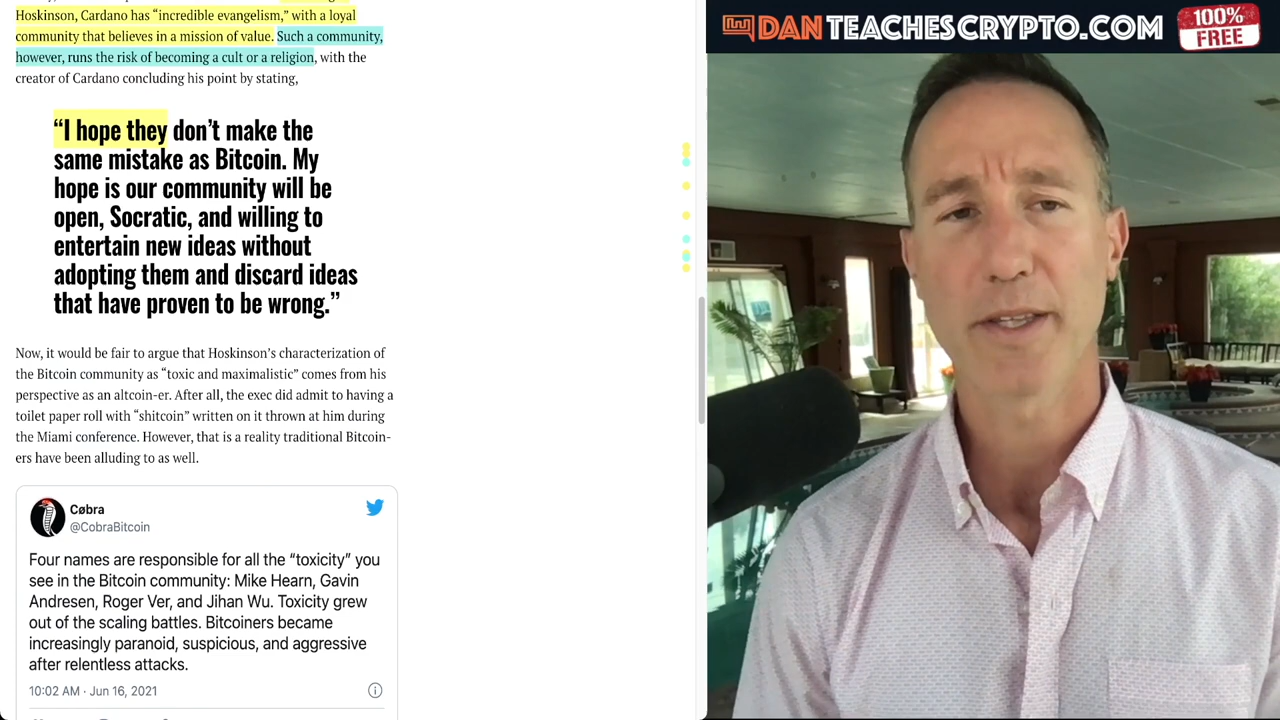 Hoskinson, Cardano has “incredible evangelism,” with a loyal
community that believes in a mission of value. Such a community,
however, runs the risk of becoming a cult or a religion, with the
creator of Cardano concluding his point by stating,
“I hope they don’t make the
same mistake as Bitcoin. My
hope is our community will be
open, Socratic, and willing to
entertain new ideas without
adopting them and discard ideas
that have proven to be wrong.”
Now, it would be fair to argue that Hoskinson’s characterization of
the Bitcoin community as “toxic and maximalistic” comes from his
perspective as an altcoin-er. After all, the exec did admit to having a
toilet paper roll with “shitcoin” written on it thrown at him during
the Miami conference. However, that is a reality traditional Bitcoin-
ers have been alluding to as well.
Cøbra
@CobraBitcoin
Four names are responsible for all the “toxicity” you
see in the Bitcoin community: Mike Hearn, Gavin
Andresen, Roger Ver, and Jihan Wu. Toxicity grew
out of the scaling battles. Bitcoiners became
increasingly paranoid, suspicious, and aggressive
after relentless attacks.
10:02 AM · Jun 16, 2021
DANTEACHESCRYPTO.COM
100%
FREE